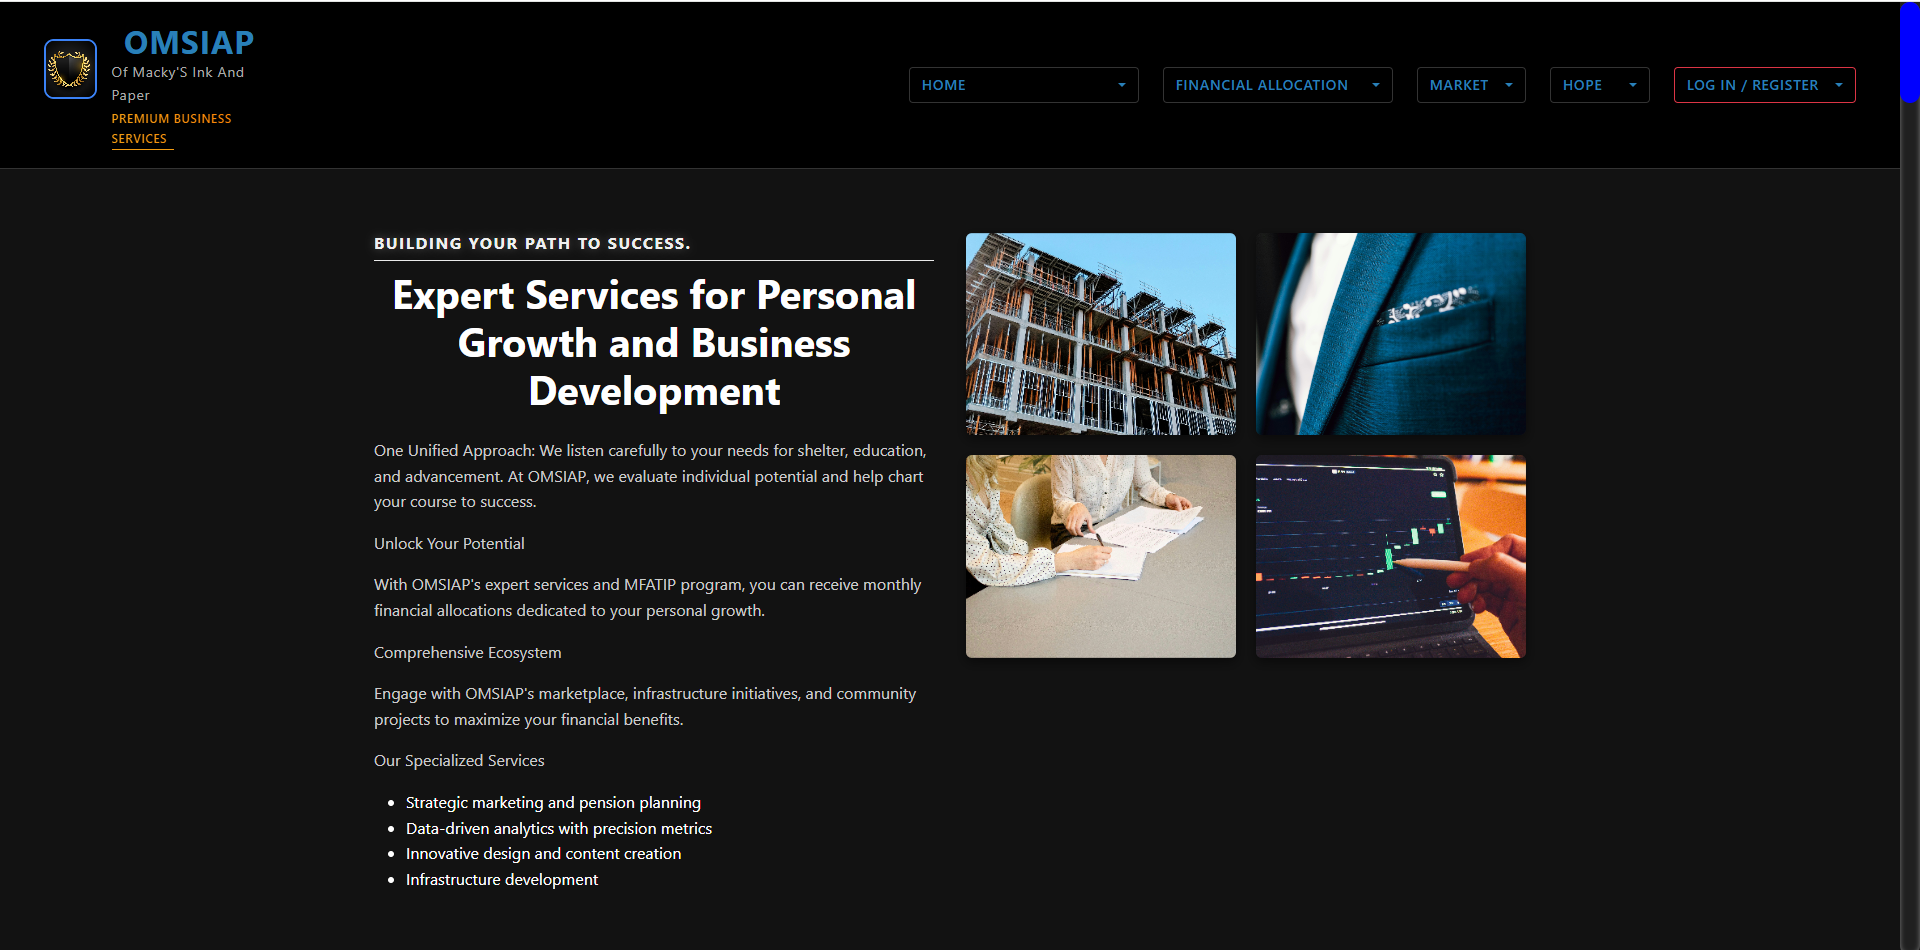 OMSIAP
Of Macky'S Ink And
Paper
PREMIUM BUSINESS
SERVICES
HOME
FINANCIAL ALLOCATION
MARKET
HOPE
LOG IN / REGISTER
BUILDING YOUR PATH TO SUCCESS.
Expert Services for Personal
Growth and Business
Development
One Unified Approach: We listen carefully to your needs for shelter, education,
and advancement. At OMSIAP, we evaluate individual potential and help chart
your course to success.
Unlock Your Potential
With OMSIAP's expert services and MFATIP program, you can receive monthly
financial allocations dedicated to your personal growth.
Comprehensive Ecosystem
Engage with OMSIAP's marketplace, infrastructure initiatives, and community
projects to maximize your financial benefits.
Our Specialized Services
Strategic marketing and pension planning
Data-driven analytics with precision metrics
Innovative design and content creation
Infrastructure development